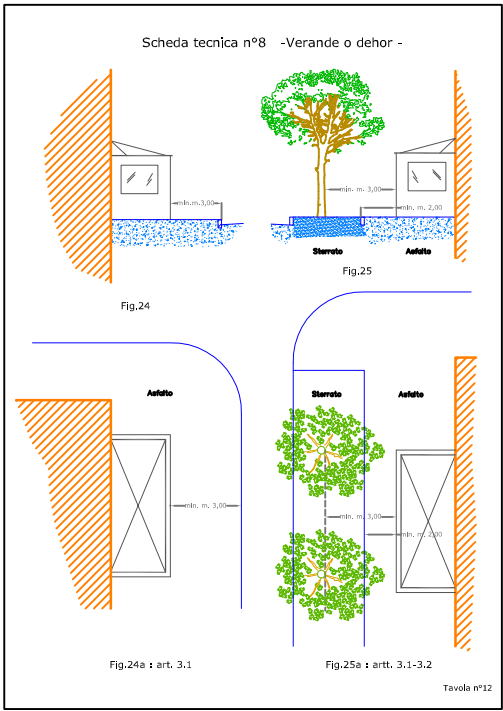 Scheda tecnica n°8 -Verande o dehor -
min.m.3,00
min. m. 3,00
min. m. 2,00
Sterrato
Asfalto
Fig.24
Fig.25
Asfalto
Sterrato
Asfalto
min. m. 3,00
min. m. 3,00
min. m. 2,00
Fig.24a : art. 3.1
Fig.25a : artt. 3.1-3.2
Tavola n°12